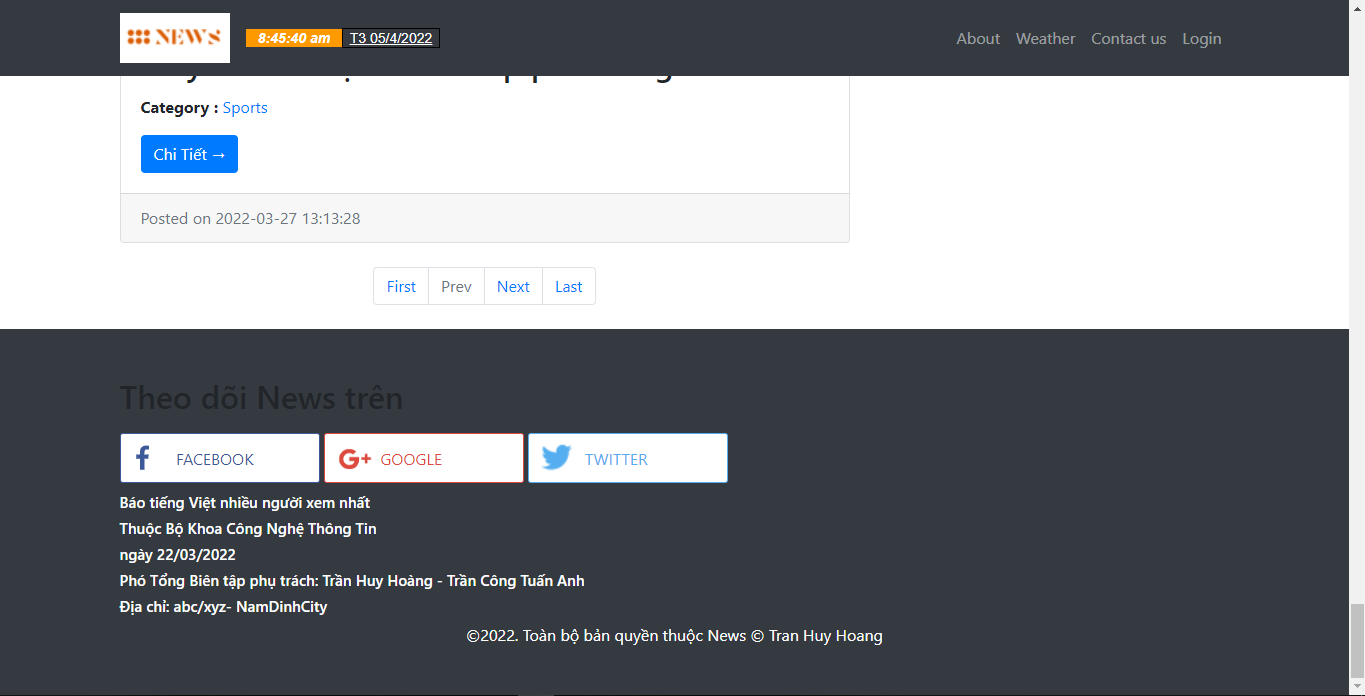 NEWS
8:45:40 am T3 05/4/2022
About Weather Contact us Login
Category : Sports
Chi Tiết →
Posted on 2022-03-27 13:13:28
First Prev Next Last
Theo dõi News trên
FACEBOOK GOOGLE TWITTER
Báo tiếng Việt nhiều người xem nhất
Thuộc Bộ Khoa Công Nghệ Thông Tin
ngày 22/03/2022
Phó Tổng Biên tập phụ trách: Trần Huy Hoàng - Trần Công Tuấn Anh
Địa chỉ: abc/xyz- NamDinhCity
©2022. Toàn bộ bản quyền thuộc News © Tran Huy Hoang